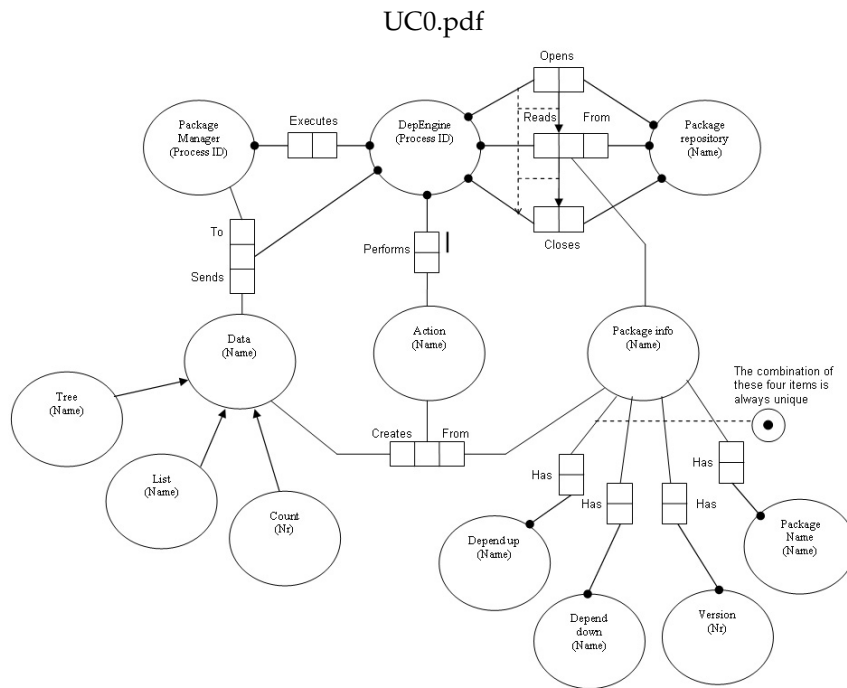 UC0.pdf
Opens
Package
Manager
(Process ID)
Executes
DepEngine
(Process ID)
Reads
From
Package
repository
(Name)
To
Performs
Closes
Sends
Data
(Name)
Action
(Name)
Package info
(Name)
The combination of
these four items is
always unique
Tree
(Name)
Creates
From
List
(Name)
Has
Has
Has
Has
Count
(Nr)
Depend up
(Name)
Package
Name
(Name)
Depend
down
(Name)
Version
(Nr)